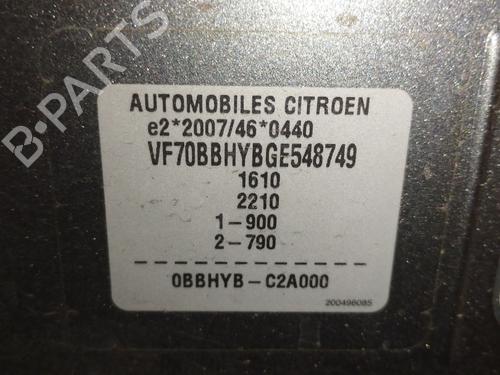 B-PARTS
AUTOMOBILES CITROEN
e2*2007/46*0440
VF70BBHYBGE548749
1610
2210
1-900
2-790
0BBHYB-C2A000
200496085